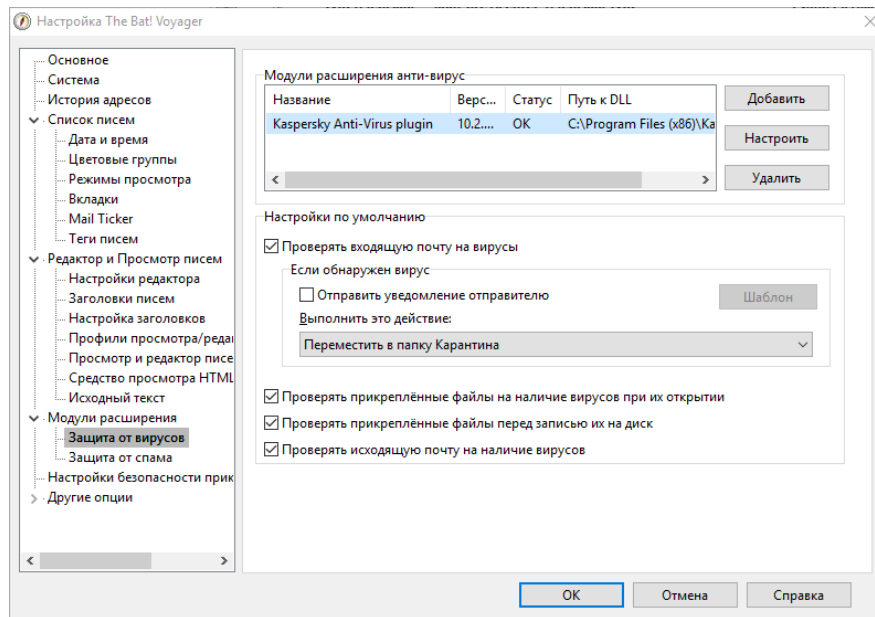 Настройка The Bat! Voyager
Основное
Система
История адресов
Список писем
Дата и время
Цветовые группы
Режимы просмотра
Вкладки
Mail Ticker
Теги писем
Редактор и Просмотр писем
Настройки редактора
Заголовки писем
Настройка заголовков
Профили просмотра/редак
Просмотр и редактор писе
Средство просмотра HTML
Исходный текст
Модули расширения
Защита от вирусов
Защита от спама
Настройки безопасности прик
Другие опции
Модули расширения анти-вирус
Название Верс... Статус Путь к DLL
Kaspersky Anti-Virus plugin 10.2.... OK C:\Program Files (x86)\Ka
Добавить
Настроить
Удалить
Настройки по умолчанию
Проверять входящую почту на вирусы
Если обнаружен вирус
Отправить уведомление отправителю
Шаблон
Выполнить это действие:
Переместить в папку Карантина
Проверять прикреплённые файлы на наличие вирусов при их открытии
Проверять прикреплённые файлы перед записью их на диск
Проверять исходящую почту на наличие вирусов
OK Отмена Справка